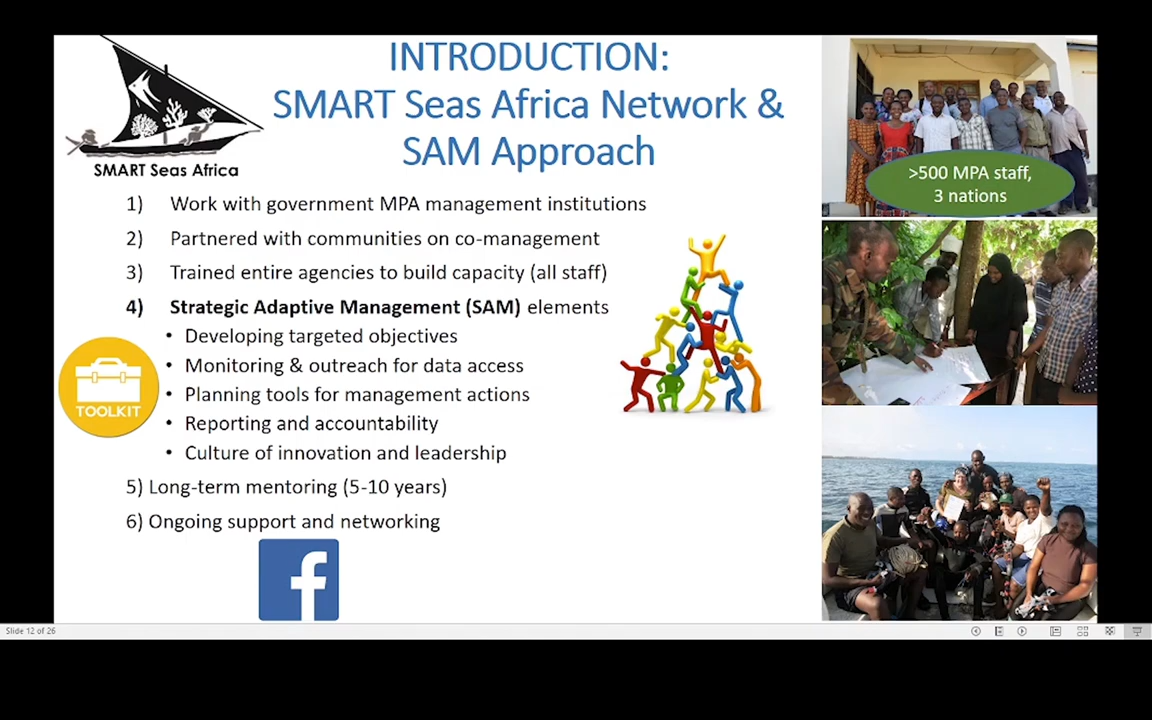 INTRODUCTION:
SMART Seas Africa Network &
SAM Approach
SMART Seas Africa
1) Work with government MPA management institutions
2) Partnered with communities on co-management
3) Trained entire agencies to build capacity (all staff)
4) Strategic Adaptive Management (SAM) elements
• Developing targeted objectives
• Monitoring & outreach for data access
• Planning tools for management actions
• Reporting and accountability
• Culture of innovation and leadership
5) Long-term mentoring (5-10 years)
6) Ongoing support and networking
TOOLKIT
f
>500 MPA staff,
3 nations
Slide 12 of 26